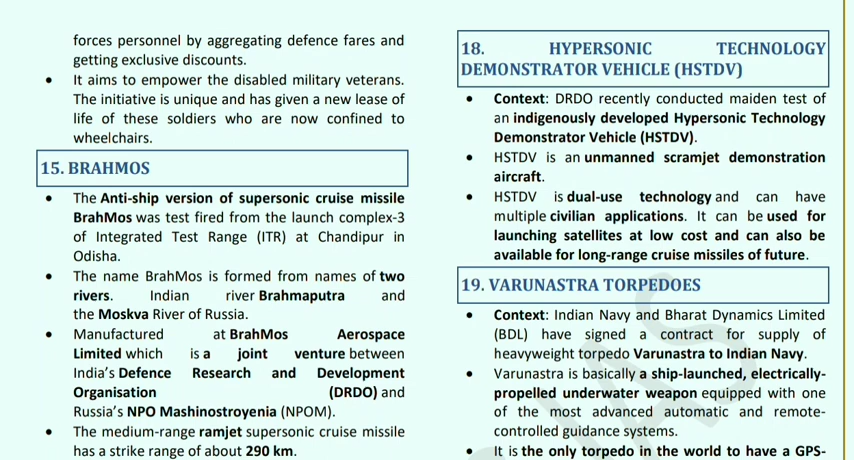 forces personnel by aggregating defence fares and
getting exclusive discounts.
• It aims to empower the disabled military veterans.
The initiative is unique and has given a new lease of
life of these soldiers who are now confined to
wheelchairs.
15. BRAHMOS
• The Anti-ship version of supersonic cruise missile
BrahMos was test fired from the launch complex-3
of Integrated Test Range (ITR) at Chandipur in
Odisha.
• The name BrahMos is formed from names of two
rivers. Indian river Brahmaputra and
the Moskva River of Russia.
• Manufactured at BrahMos Aerospace
Limited which is a joint venture between
India's Defence Research and Development
Organisation (DRDO) and
Russia's NPO Mashinostroyenia (NPOM).
• The medium-range ramjet supersonic cruise missile
has a strike range of about 290 km.
18. HYPERSONIC TECHNOLOGY
DEMONSTRATOR VEHICLE (HSTDV)
• Context: DRDO recently conducted maiden test of
an indigenously developed Hypersonic Technology
Demonstrator Vehicle (HSTDV).
• HSTDV is an unmanned scramjet demonstration
aircraft.
• HSTDV is dual-use technology and can have
multiple civilian applications. It can be used for
launching satellites at low cost and can also be
available for long-range cruise missiles of future.
19. VARUNASTRA TORPEDOES
• Context: Indian Navy and Bharat Dynamics Limited
(BDL) have signed a contract for supply of
heavyweight torpedo Varunastra to Indian Navy.
• Varunastra is basically a ship-launched, electrically-
propelled underwater weapon equipped with one
of the most advanced automatic and remote-
controlled guidance systems.
• It is the only torpedo in the world to have a GPS-